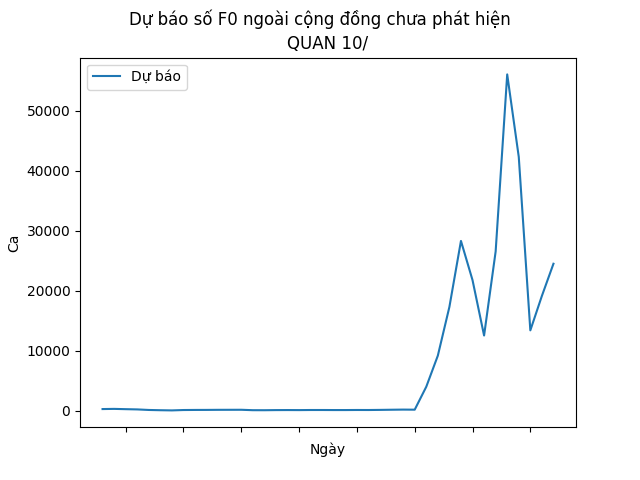 Dự báo số F0 ngoài cộng đồng chưa phát hiện
QUAN 10/
Dự báo
50000
40000
30000
20000
10000
0
Ca
Ngày